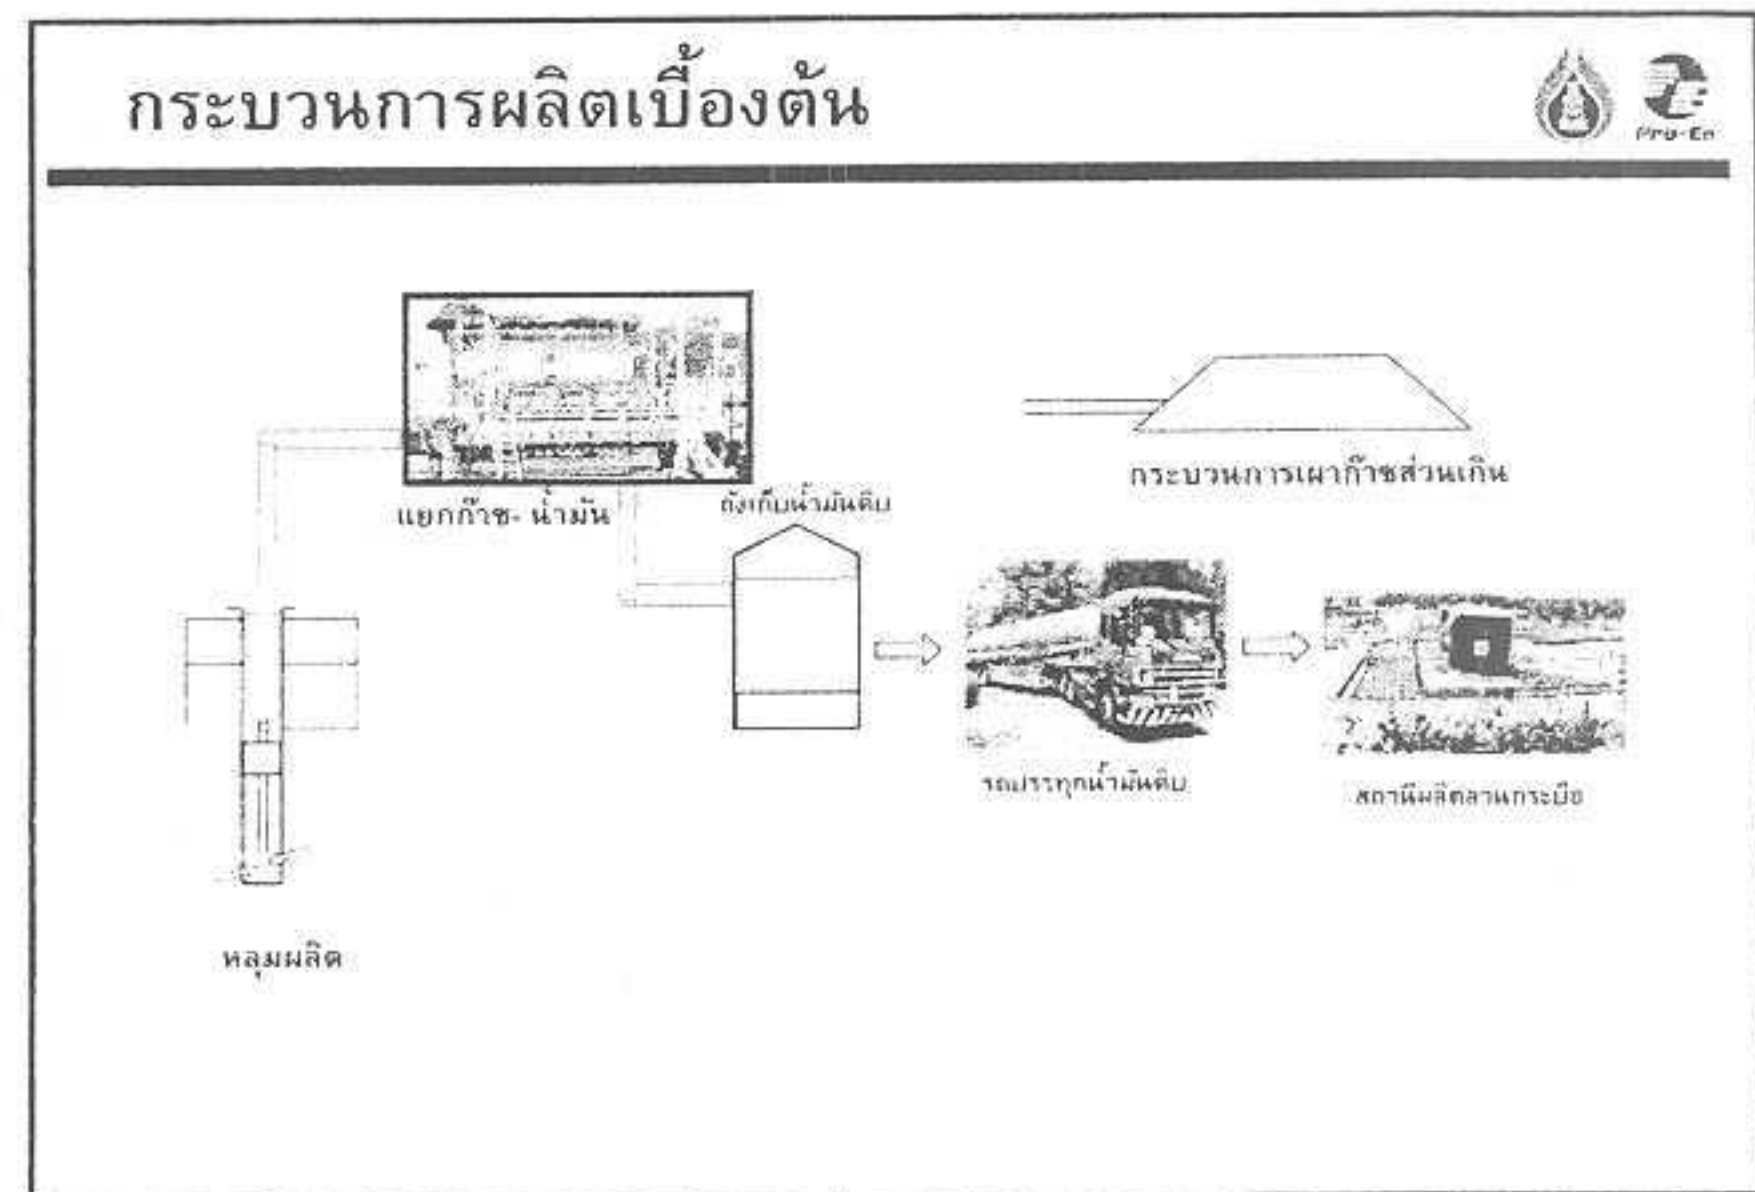 กระบวนการผลิตเบื้องต้น
Pro-En
แยกก๊าซ- น้ำมัน
ถังเก็บน้ำมันดิบ
กระบวนการเผาก๊าซส่วนเกิน
รถบรรทุกน้ำมันดิบ
สถานีผลิตลานกระบือ
หลุมผลิต